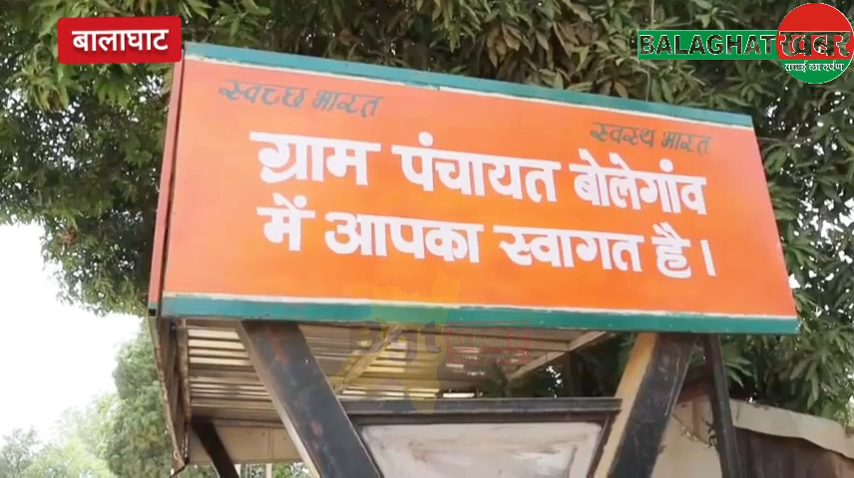 बालाघाट
BALAGHAT खबर
सच्चाई का दर्पण
स्वच्छ भारत
स्वस्थ भारत
ग्राम पंचायत बोलेगांव
में आपका स्वागत है।